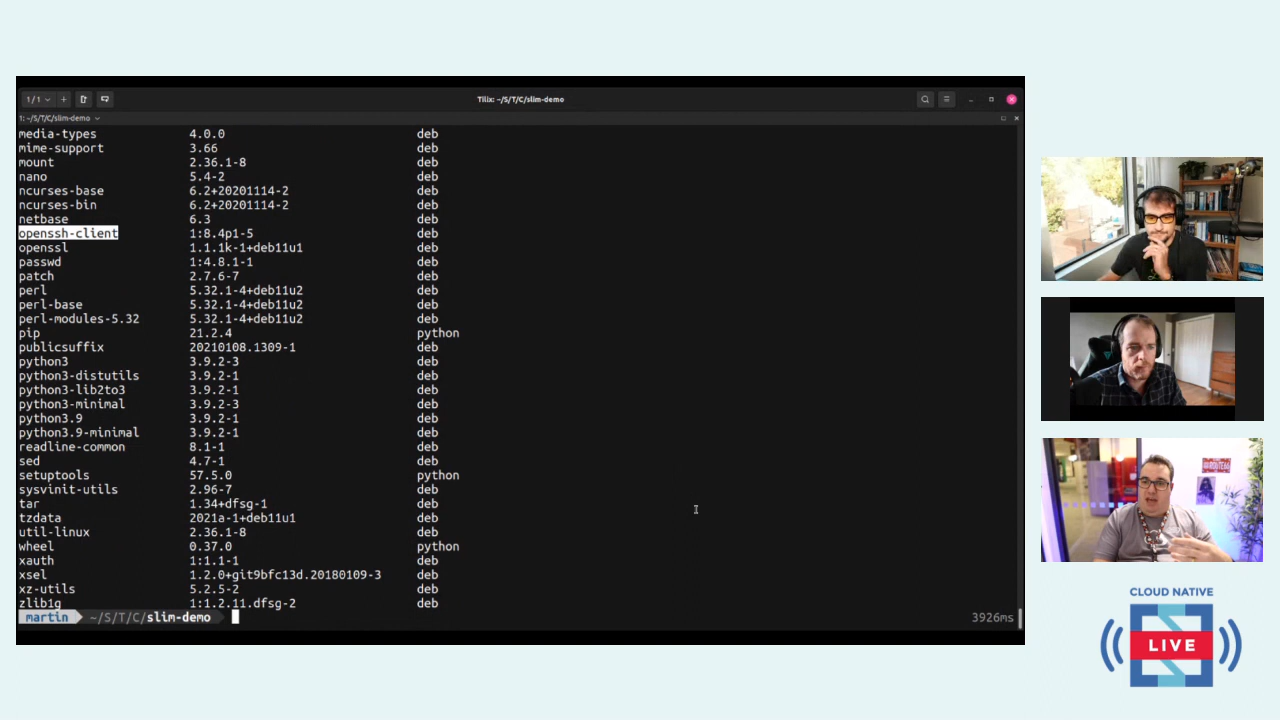 1/1
Tilix: ~/S/T/C/slim-demo
1: ~/S/T/C/slim-demo
media-types 4.0.0 deb
mime-support 3.66 deb
mount 2.36.1-8 deb
nano 5.4-2 deb
ncurses-base 6.2+20201114-2 deb
ncurses-bin 6.2+20201114-2 deb
netbase 6.3 deb
openssh-client 1:8.4p1-5 deb
openssl 1.1.1k-1+deb11u1 deb
passwd 1:4.8.1-1 deb
patch 2.7.6-7 deb
perl 5.32.1-4+deb11u2 deb
perl-base 5.32.1-4+deb11u2 deb
perl-modules-5.32 5.32.1-4+deb11u2 deb
pip 21.2.4 python
publicsuffix 20210108.1309-1 deb
python3 3.9.2-3 deb
python3-distutils 3.9.2-1 deb
python3-lib2to3 3.9.2-1 deb
python3-minimal 3.9.2-3 deb
python3.9 3.9.2-1 deb
python3.9-minimal 3.9.2-1 deb
readline-common 8.1-1 deb
sed 4.7-1 deb
setuptools 57.5.0 python
sysvinit-utils 2.96-7 deb
tar 1.34+dfsg-1 deb
tzdata 2021a-1+deb11u1 deb
util-linux 2.36.1-8 deb
wheel 0.37.0 python
xauth 1:1.1-1 deb
xsel 1.2.0+git9bfc13d.20180109-3 deb
xz-utils 5.2.5-2 deb
zlib1g 1:1.2.11.dfsg-2 deb
martin ~/S/T/C/slim-demo 3926ms
ROUTE66
CLOUD NATIVE
LIVE